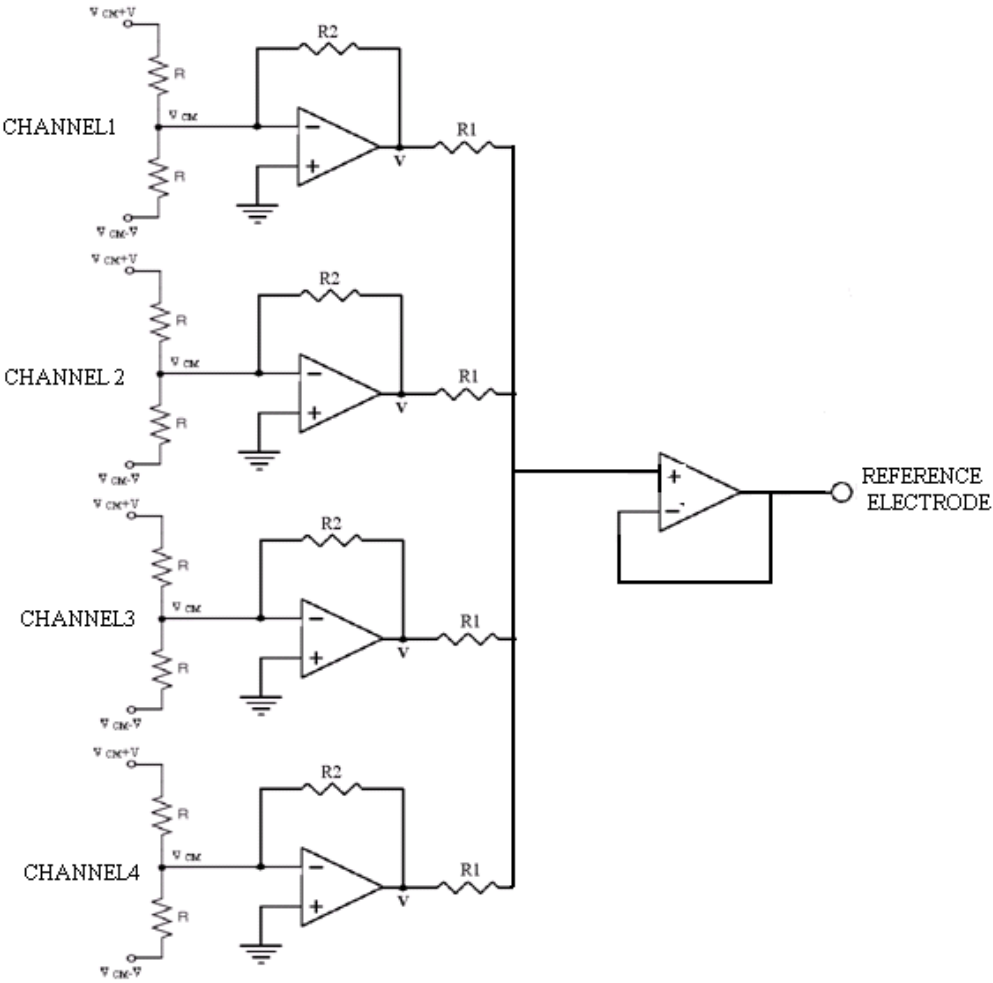 V CM+V
R2
R
V CM
CHANNEL1
−
+
R
V
R1
V CM-V
V CM+V
R2
R
V CM
CHANNEL 2
−
+
R
V
R1
V CM-V
+
−
REFERENCE
ELECTRODE
V CM+V
R2
R
V CM
CHANNEL3
−
+
R
V
R1
V CM-V
V CM+V
R2
R
V CM
CHANNEL4
−
+
R
V
R1
V CM-V